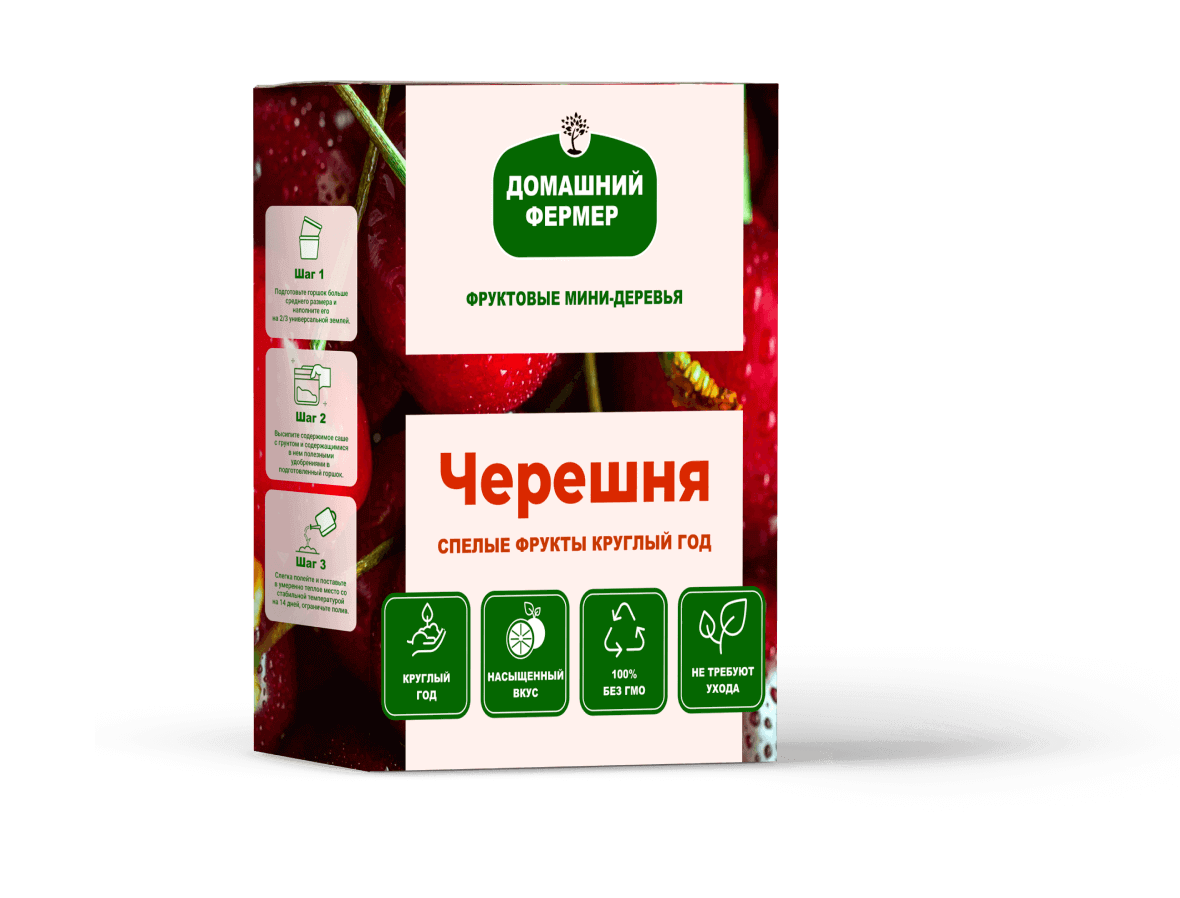 ДОМАШНИЙ
ФЕРМЕР
ФРУКТОВЫЕ МИНИ-ДЕРЕВЬЯ
Черешня
СПЕЛЫЕ ФРУКТЫ КРУГЛЫЙ ГОД
КРУГЛЫЙ
ГОД
НАСЫЩЕННЫЙ
ВКУС
100%
БЕЗ ГМО
НЕ ТРЕБУЮТ
УХОДА
Шаг 1
Подготовьте горшок больше
среднего размера и
наполните его
на 2/3 универсальной землей.
Шаг 2
Высипите содержимое саше
с грунтом и содержащимися
в нем полезными
удобрениями в
подготовленный горшок.
Шаг 3
Слегка полейте и поставьте
в умеренно теплое место со
стабильной температурой
на 14 дней, ограничьте полив.